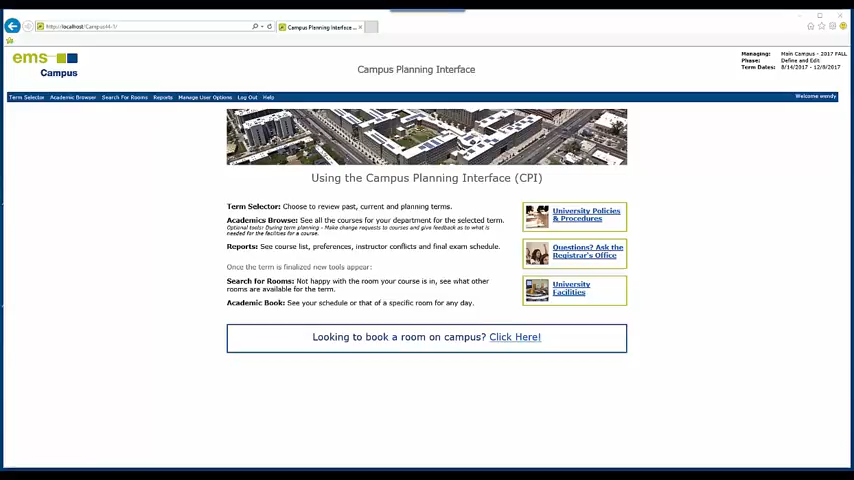 http://localhost/Campus44-1/
Campus Planning Interface ...
ems
Campus
Campus Planning Interface
Managing: Main Campus - 2017 FALL
Phase: Define and Edit
Term Dates: 8/14/2017 - 12/8/2017
Term Selector Academic Browser Search For Rooms Reports Manage User Options Log Out Help
Welcome wendy
Using the Campus Planning Interface (CPI)
Term Selector: Choose to review past, current and planning terms.
Academics Browse: See all the courses for your department for the selected term.
Optional tools: During term planning - Make change requests to courses and give feedback as to what is
needed for the facilities for a course.
Reports: See course list, preferences, instructor conflicts and final exam schedule.
Once the term is finalized new tools appear:
Search for Rooms: Not happy with the room your course is in, see what other
rooms are available for the term.
Academic Book: See your schedule or that of a specific room for any day.
University Policies
& Procedures
Questions? Ask the
Registrar's Office
University
Facilities
Looking to book a room on campus? Click Here!